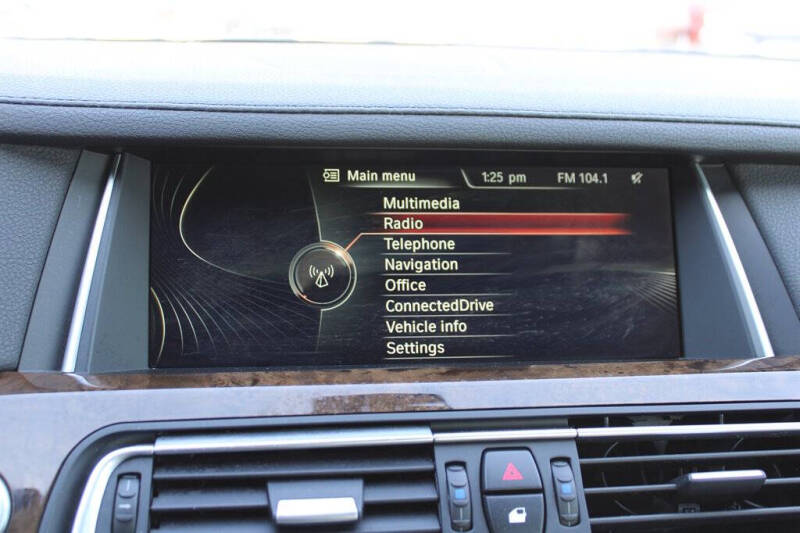 Main menu 1:25 pm FM 104.1
Multimedia
Radio
Telephone
Navigation
Office
ConnectedDrive
Vehicle info
Settings